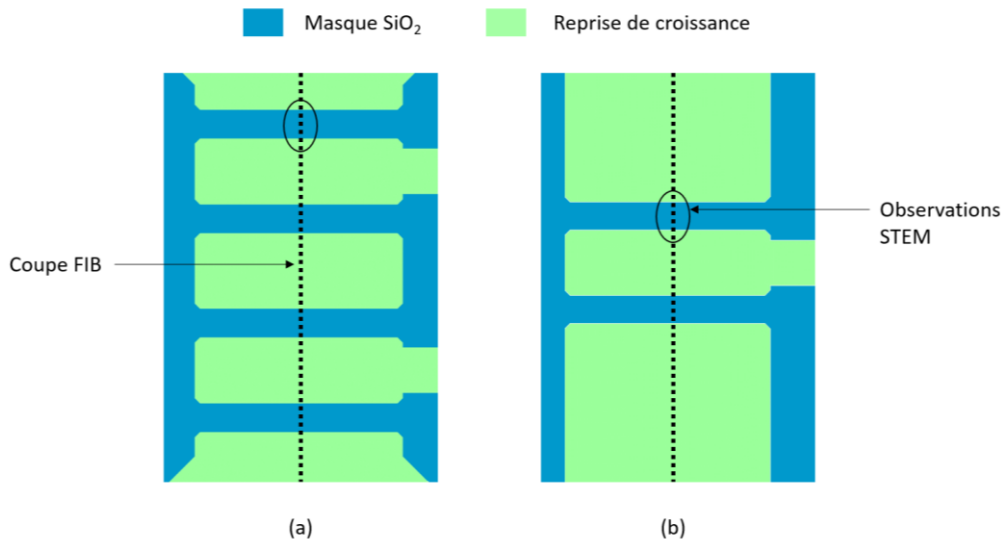 Masque SiO₂
Reprise de croissance
Coupe FIB
Observations
STEM
(a)
(b)